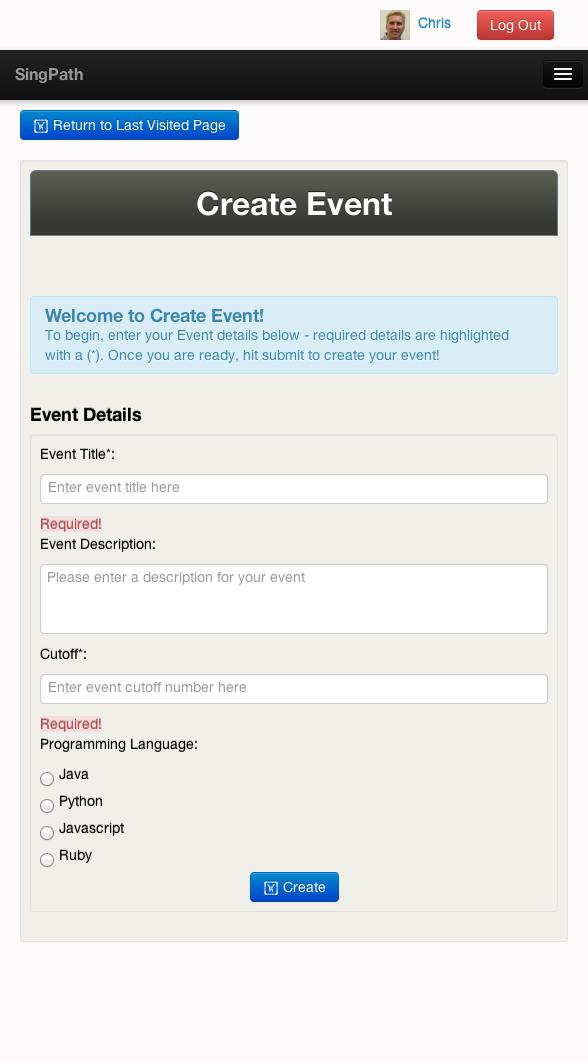 Chris
Log Out
SingPath
Return to Last Visited Page
Create Event
Welcome to Create Event!
To begin, enter your Event details below - required details are highlighted
with a (*). Once you are ready, hit submit to create your event!
Event Details
Event Title*:
Enter event title here
Required!
Event Description:
Please enter a description for your event
Cutoff*:
Enter event cutoff number here
Required!
Programming Language:
Java
Python
Javascript
Ruby
Create